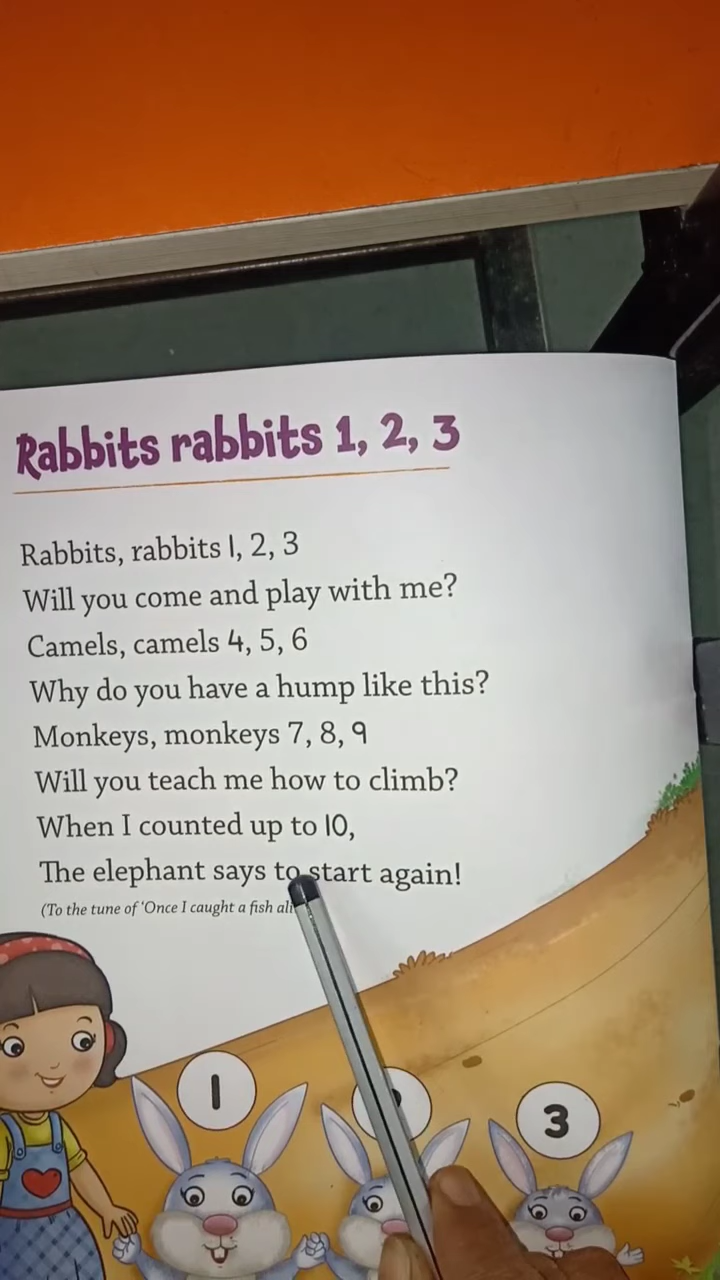 Rabbits rabbits 1, 2, 3
Rabbits, rabbits 1, 2, 3
Will you come and play with me?
Camels, camels 4, 5, 6
Why do you have a hump like this?
Monkeys, monkeys 7, 8, 9
Will you teach me how to climb?
When I counted up to 10,
The elephant says to start again!
(To the tune of ‘Once I caught a fish
1
3